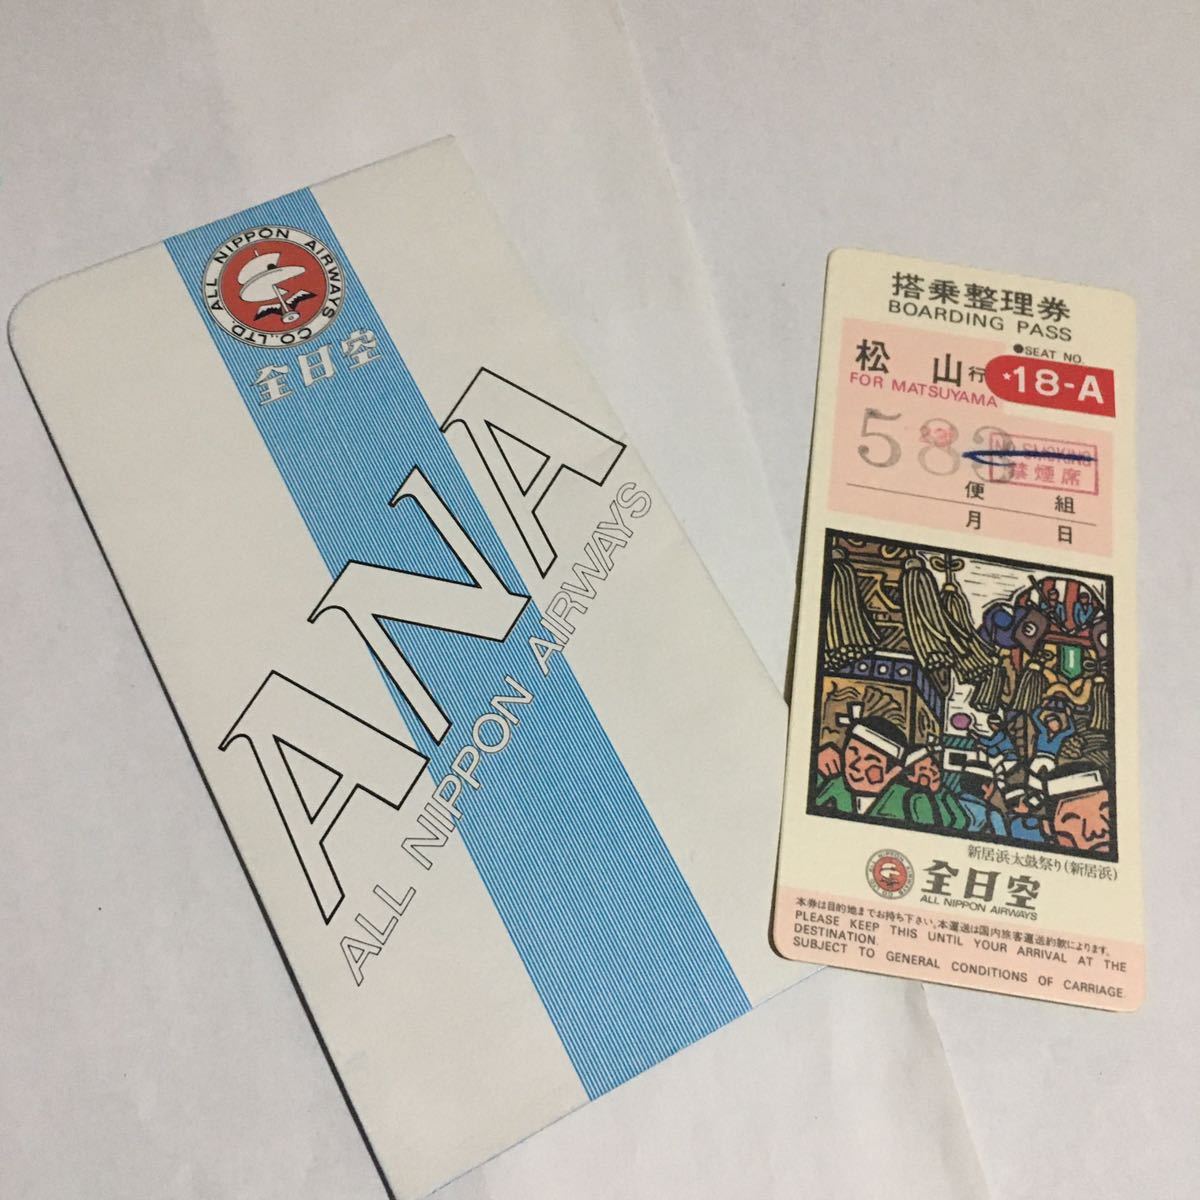 ALL NIPPON AIRWAYS CO., LTD.
全日空
ANA
ALL NIPPON AIRWAYS
搭乗整理券
BOARDING PASS
●SEAT NO.
松山行
FOR MATSUYAMA
★18-A
583
NO SMOKING
禁煙席
便 組
月 日
新居浜太鼓祭り(新居浜)
全日空
ALL NIPPON AIRWAYS
本券は目的地までお持ち下さい。本運送は国内旅客運送約款によります。
PLEASE KEEP THIS UNTIL YOUR ARRIVAL AT THE
DESTINATION.
SUBJECT TO GENERAL CONDITIONS OF CARRIAGE.